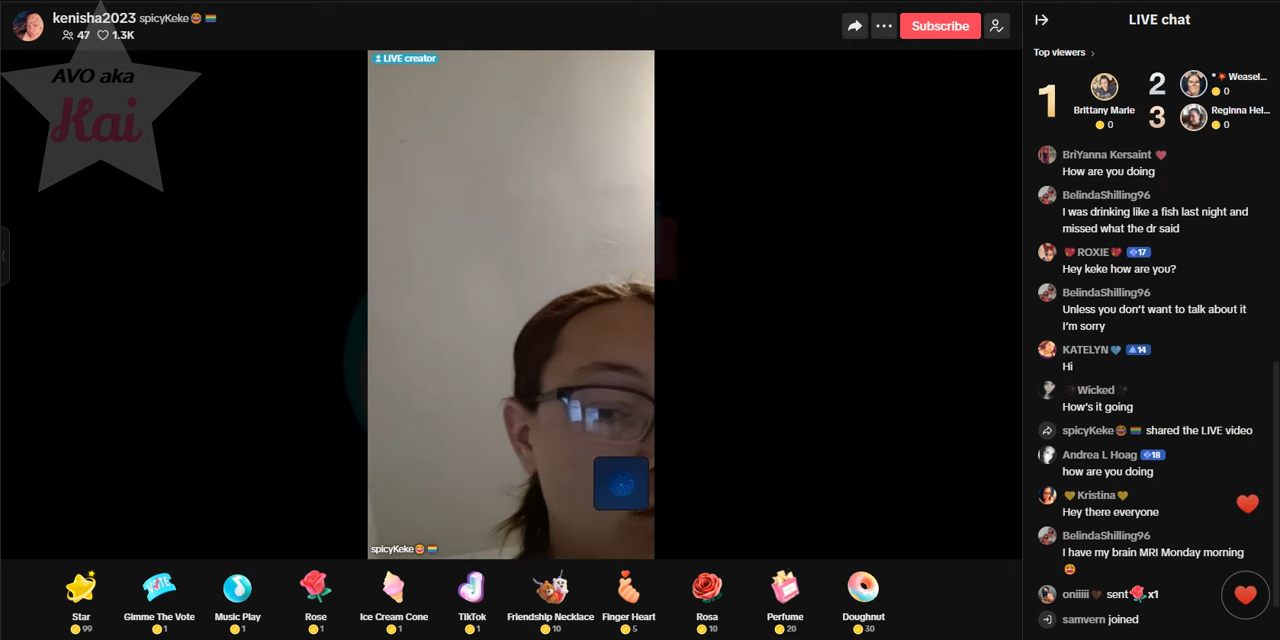 kenisha2023 spicyKeke
47 1.3K
Subscribe
AVO aka
Kai
LIVE creator
spicyKeke
Star
99
Gimme The Vote
1
Music Play
1
Rose
1
Ice Cream Cone
1
TikTok
1
Friendship Necklace
10
Finger Heart
5
Rosa
10
Perfume
20
Doughnut
30
LIVE chat
Top viewers
1
Brittany Marie
0
2
Weasel...
0
3
Reginna Hel...
0
BriYanna Kersaint
How are you doing
BelindaShilling96
I was drinking like a fish last night and
missed what the dr said
ROXIE 17
Hey keke how are you?
BelindaShilling96
Unless you don't want to talk about it
I'm sorry
KATELYN 14
Hi
Wicked
How's it going
spicyKeke shared the LIVE video
Andrea L Hoag 18
how are you doing
Kristina
Hey there everyone
BelindaShilling96
I have my brain MRI Monday morning
oniiiii sent x1
samvern joined